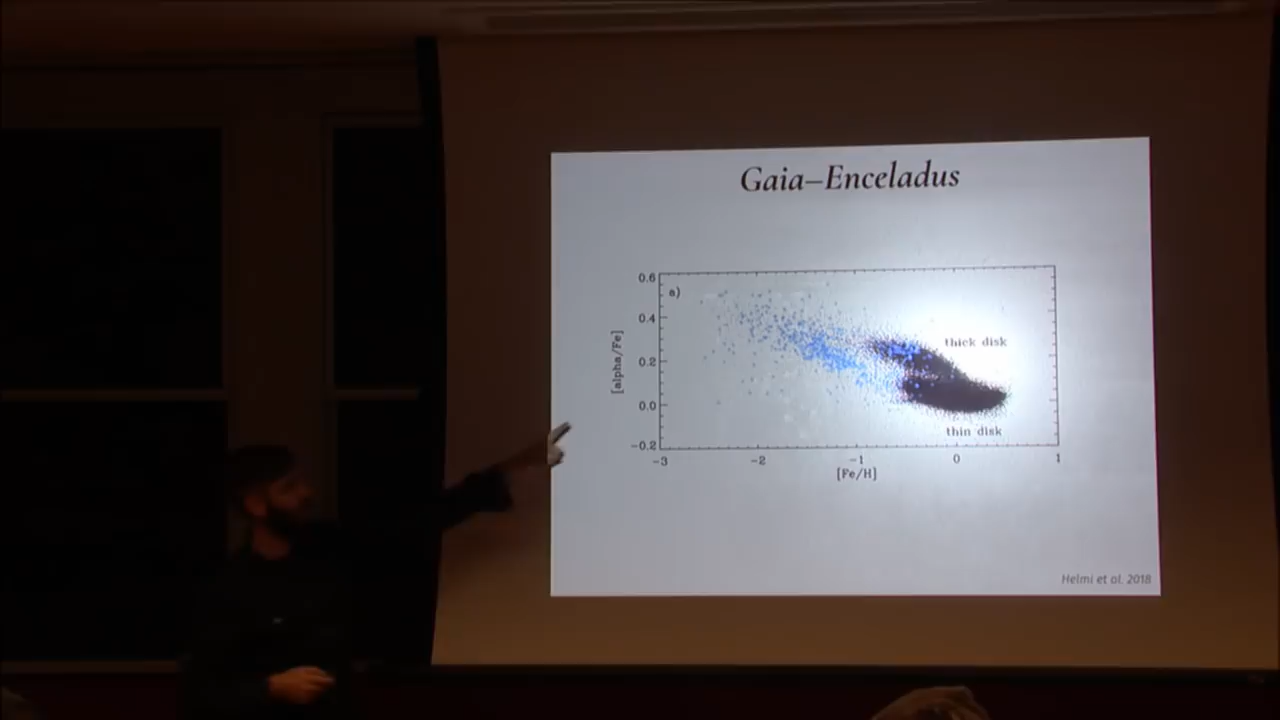 Gaia–Enceladus
0.6
a)
0.4
thick disk
0.2
[alpha/Fe]
0.0
thin disk
−0.2
−3
−2
−1
0
1
[Fe/H]
Helmi et al. 2018